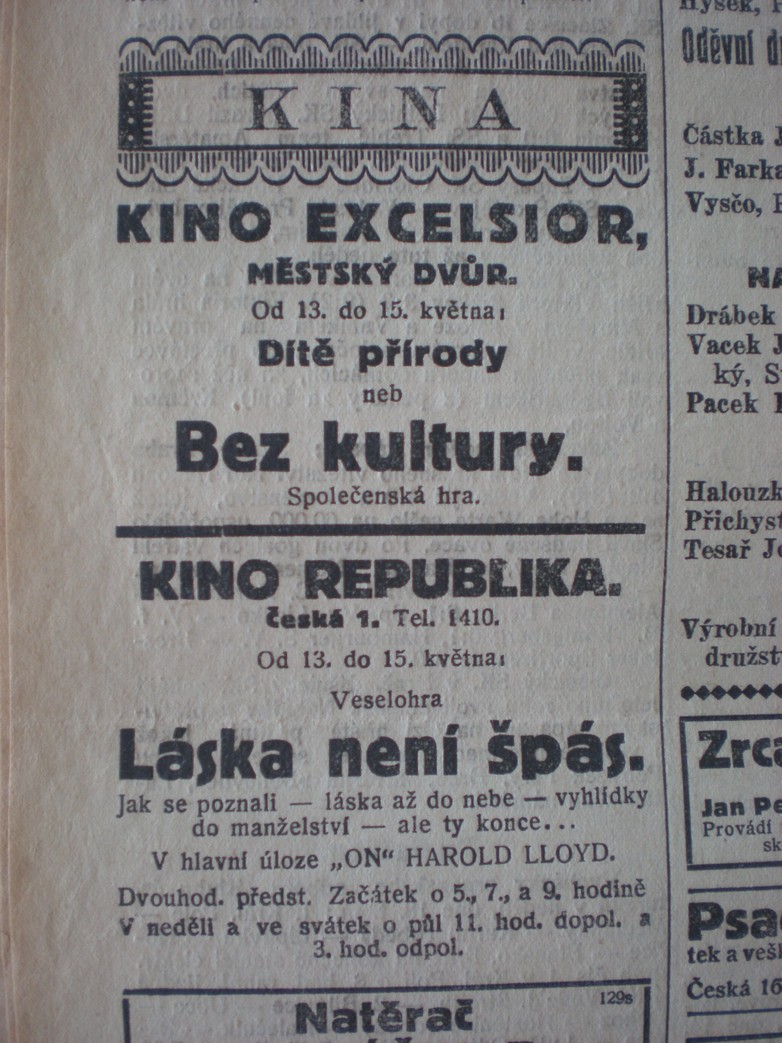 KINA
KINO EXCELSIOR,
MĚSTSKÝ DVŮR.
Od 13. do 15. května:
Dítě přírody
neb
Bez kultury.
Společenská hra.
KINO REPUBLIKA.
Česká 1. Tel. 1410.
Od 13. do 15. května:
Veselohra
Láska není špás.
Jak se poznali — láska až do nebe — vyhlídky
do manželství — ale ty konce...
V hlavní úloze „ON“ HAROLD LLOYD.
Dvouhod. předst. Začátek o 5., 7., a 9. hodině
V neděli a ve svátek o půl 11. hod. dopol. a
3. hod. odpol.
129s
Natěrač
Oděvní
Částka J
J. Farka
Vysčo,
Drábek
Vacek J
ký, S
Pacek
Halouzk
Přichyst
Tesař Jo
Výrobní
družst
Zrca
Jan Pe
Provádí
sk
Psa
tek a veš
Česká 16